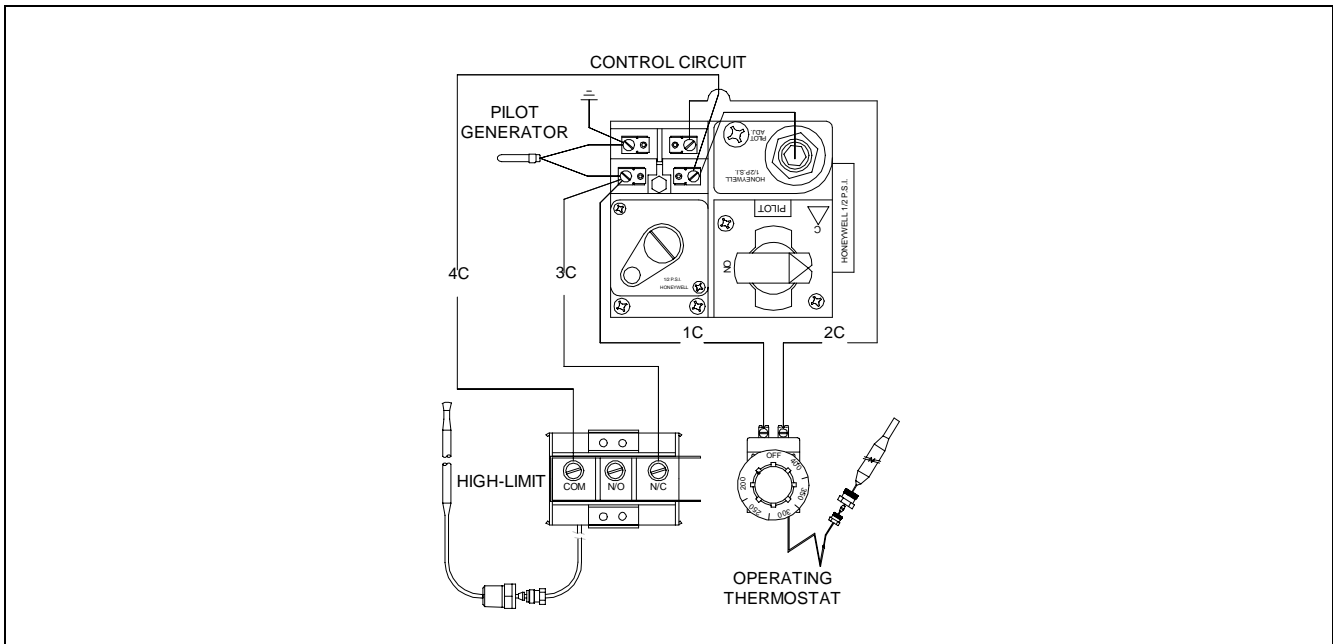 CONTROL CIRCUIT
PILOT
GENERATOR
PILOT
ADJ.
HONEYWELL
1/2 P.S.I.
PILOT
C
HONEYWELL 1/2 P.S.I.
NO
1/2 P.S.I.
HONEYWELL
4C
3C
1C
2C
HIGH-LIMIT
COM
N/O
N/C
OFF
400
350
300
250
200
OPERATING
THERMOSTAT